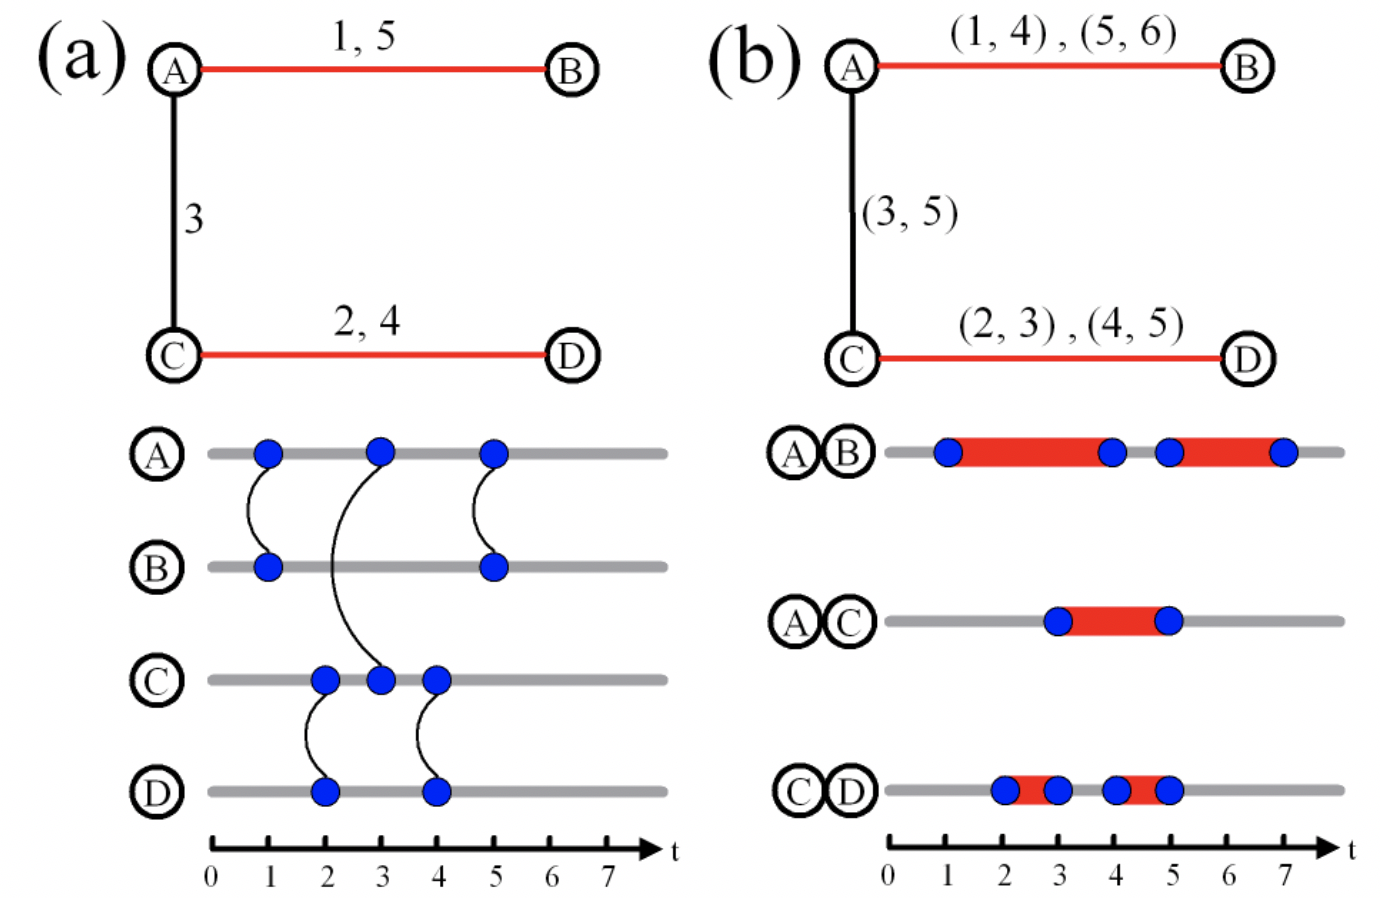 (a)
A
1, 5
B
3
C
2, 4
D
A
B
C
D
0 1 2 3 4 5 6 7 t
(b)
A
(1, 4) , (5, 6)
B
(3, 5)
C
(2, 3) , (4, 5)
D
A B
A C
C D
0 1 2 3 4 5 6 7 t